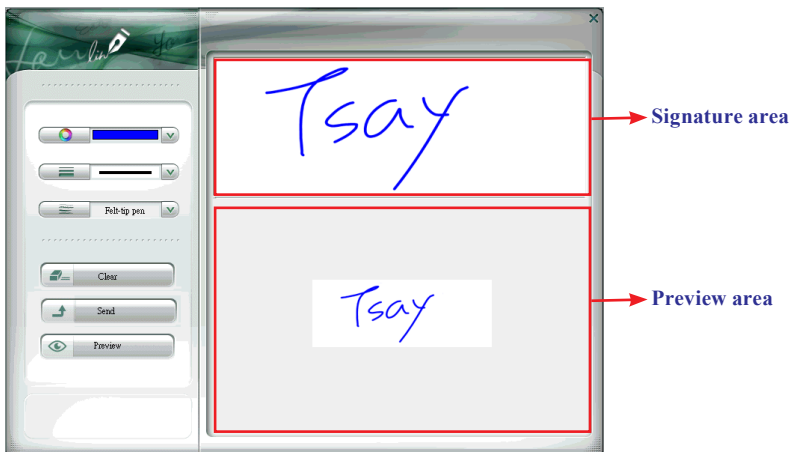 Tsay
Signature area
Felt-tip pen
Clear
Send
Preview
Tsay
Preview area